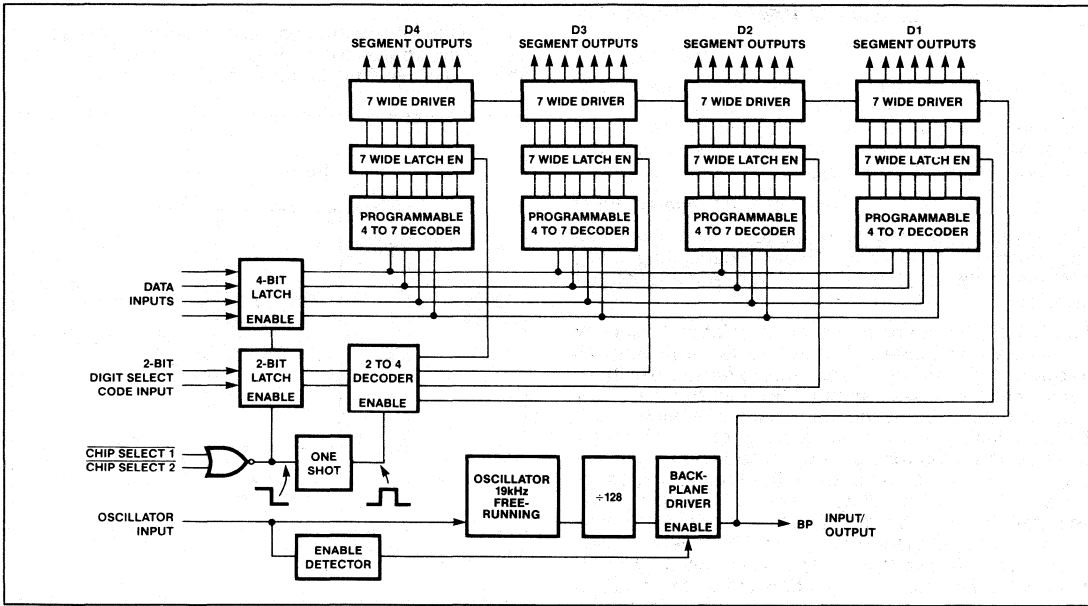 D4
SEGMENT OUTPUTS
D3
SEGMENT OUTPUTS
D2
SEGMENT OUTPUTS
D1
SEGMENT OUTPUTS
7 WIDE DRIVER
7 WIDE DRIVER
7 WIDE DRIVER
7 WIDE DRIVER
7 WIDE LATCH EN
7 WIDE LATCH EN
7 WIDE LATCH EN
7 WIDE LATCH EN
PROGRAMMABLE
4 TO 7 DECODER
PROGRAMMABLE
4 TO 7 DECODER
PROGRAMMABLE
4 TO 7 DECODER
PROGRAMMABLE
4 TO 7 DECODER
DATA
INPUTS
4-BIT
LATCH
ENABLE
2-BIT
DIGIT SELECT
CODE INPUT
2-BIT
LATCH
ENABLE
2 TO 4
DECODER
ENABLE
CHIP SELECT 1
CHIP SELECT 2
ONE
SHOT
OSCILLATOR
INPUT
ENABLE
DETECTOR
OSCILLATOR
19kHz
FREE-
RUNNING
÷128
BACK-
PLANE
DRIVER
ENABLE
BP
INPUT/
OUTPUT